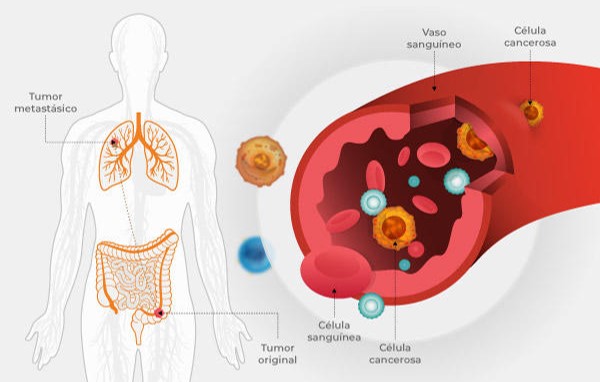 Vaso
sanguíneo
Célula
cancerosa
Tumor
metastásico
Tumor
original
Célula
sanguínea
Célula
cancerosa